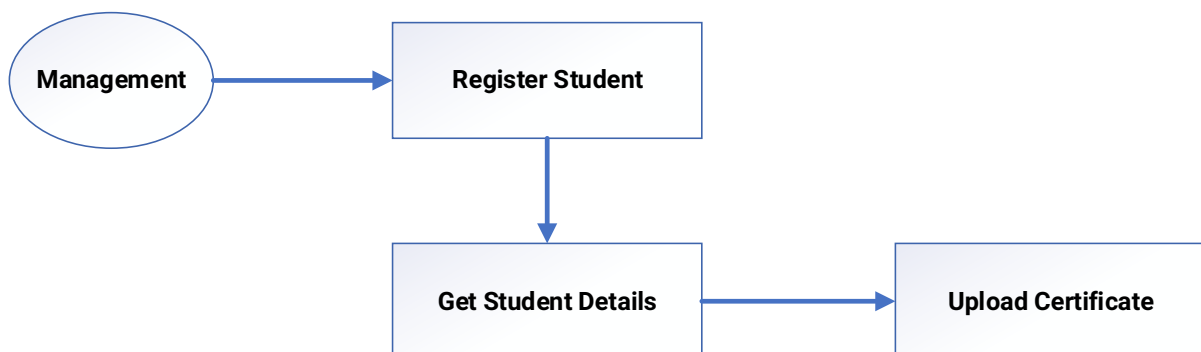 Management
Register Student
Get Student Details
Upload Certificate